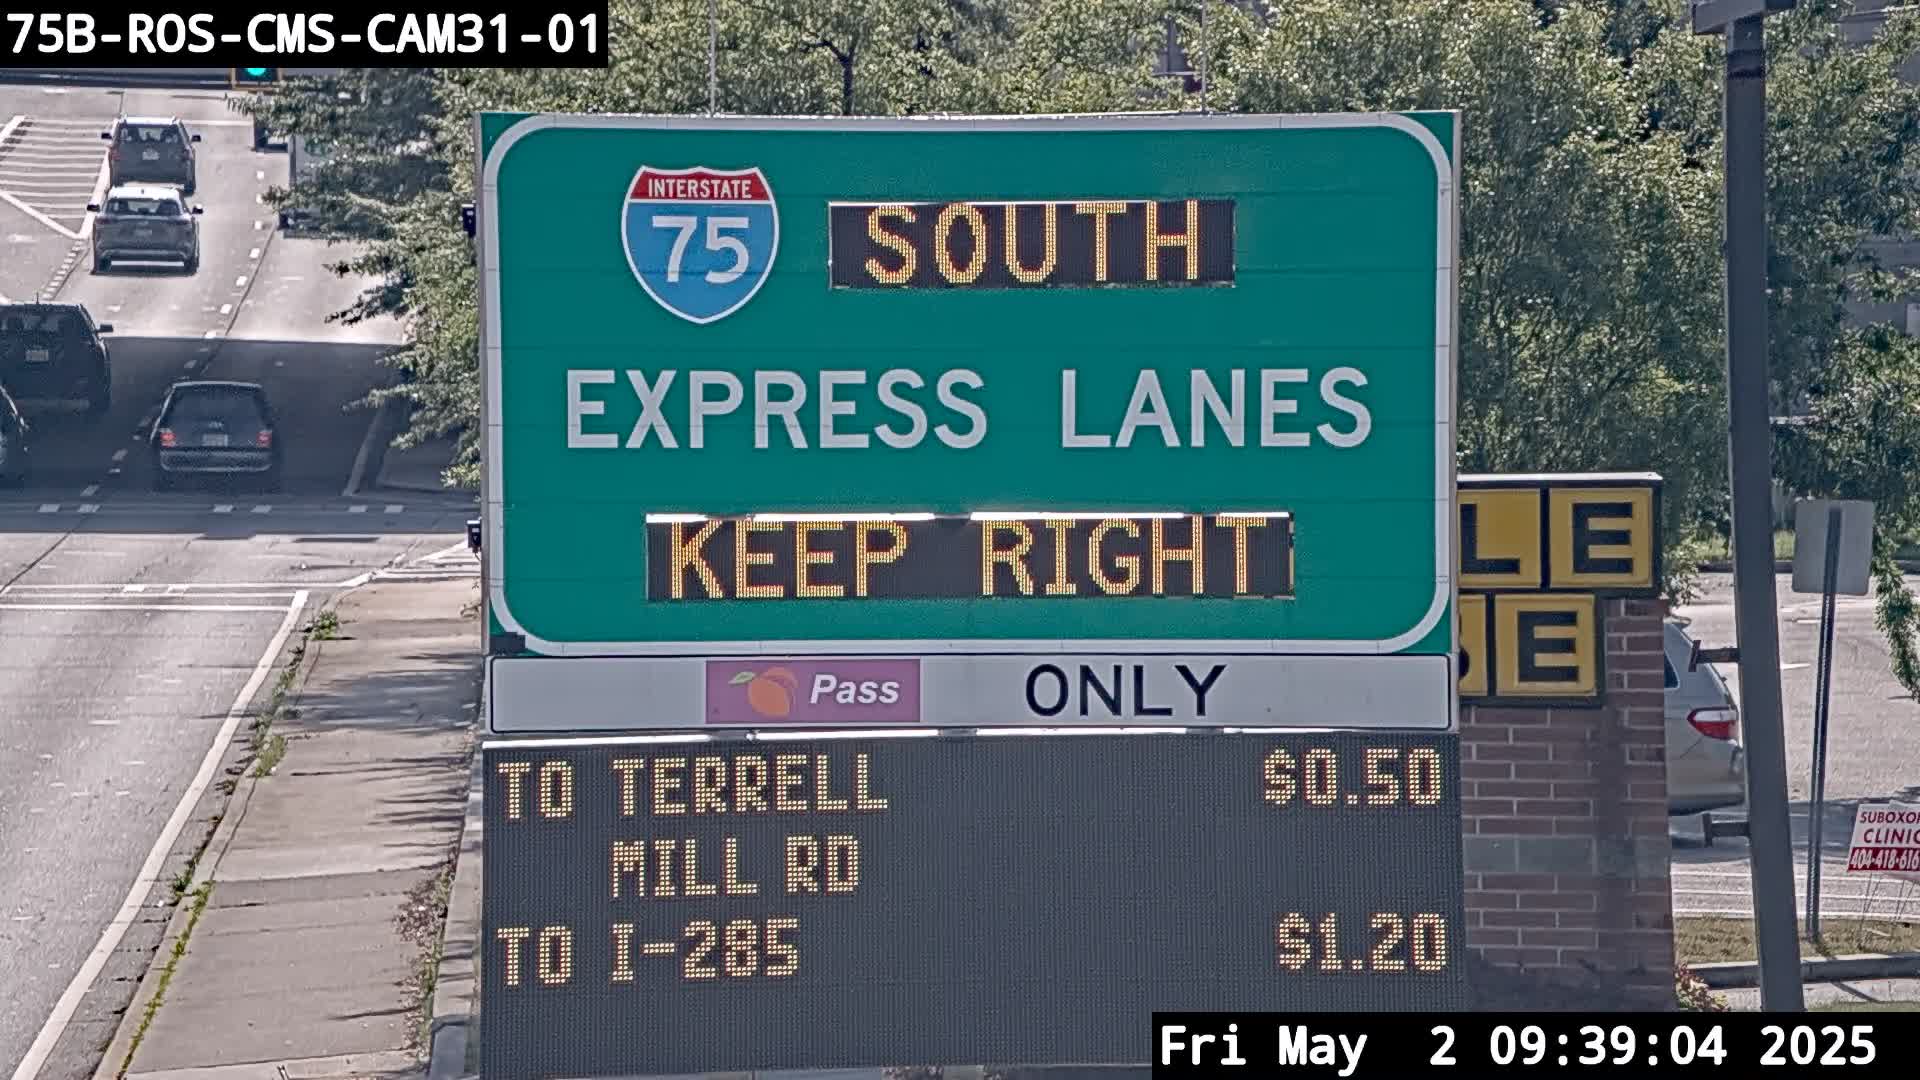 75B-ROS-CMS-CAM31-01
INTERSTATE
75
SOUTH
EXPRESS LANES
KEEP RIGHT
Pass ONLY
TO TERRELL $0.50
MILL RD
TO I-285 $1.20
LE
E
SUBOXO
CLINIC
404-418-616
Fri May 2 09:39:04 2025